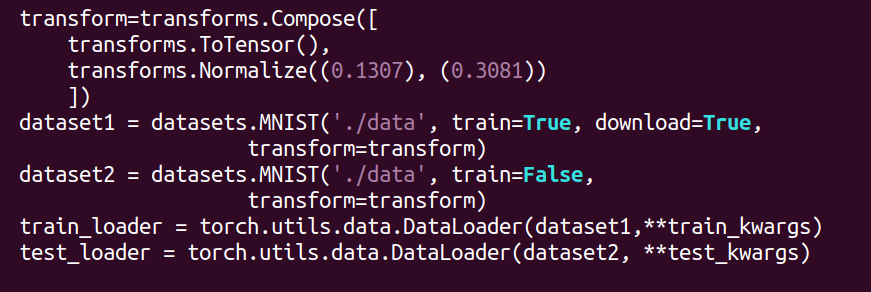 transform=transforms.Compose([
    transforms.ToTensor(),
    transforms.Normalize((0.1307), (0.3081))
    ])
dataset1 = datasets.MNIST('./data', train=True, download=True,
                   transform=transform)
dataset2 = datasets.MNIST('./data', train=False,
                   transform=transform)
train_loader = torch.utils.data.DataLoader(dataset1,**train_kwargs)
test_loader = torch.utils.data.DataLoader(dataset2, **test_kwargs)